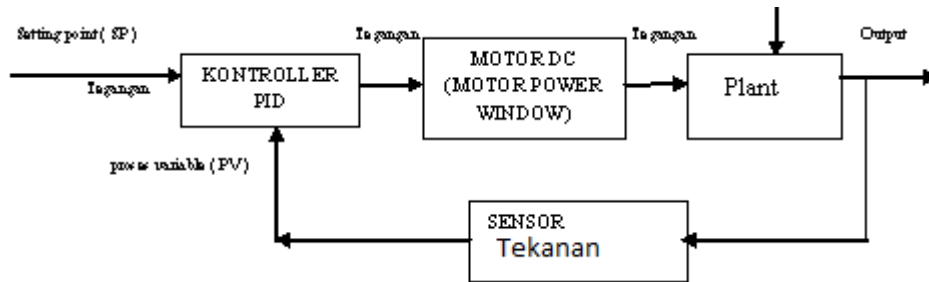 Setting point ( SP)
Tegangan
KONTROLLER
PID
Tegangan
MOTOR DC
(MOTOR POWER
WINDOW)
Tegangan
Plant
Output
proses variable ( PV)
SENSOR
Tekanan